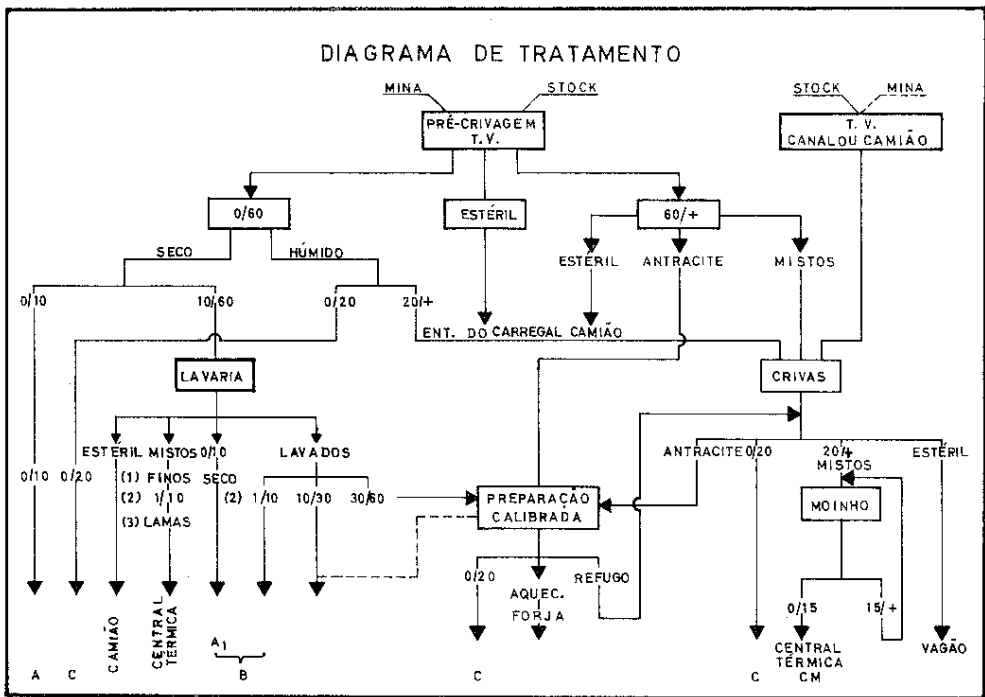 DIAGRAMA DE TRATAMENTO
MINA STOCK
STOCK MINA
PRÉ-CRIVAGEM
T.V.
T. V.
CANAL OU CAMIÃO
0/60
ESTÉRIL
60/+
SECO HÚMIDO
ESTÉRIL ANTRACITE MISTOS
0/10 10/60 0/20 20/+
ENT. DO CARREGAL CAMIÃO
LAVARIA
CRIVAS
ESTÉRIL MISTOS 0/10 LAVADOS
ANTRACITE 0/20 20/+ ESTÉRIL
MISTOS
0/10 0/20 (1) FINOS SECO
(2) 1/10 (2) 1/10 10/30 30/60
(3) LAMAS
PREPARAÇÃO
CALIBRADA
MOINHO
0/20 AQUEC. REFUGO
FORJA
0/15 15/+
CAMIÃO
CENTRAL
TÉRMICA
CENTRAL
TÉRMICA
CM
VAGÃO
A1
A C B C C